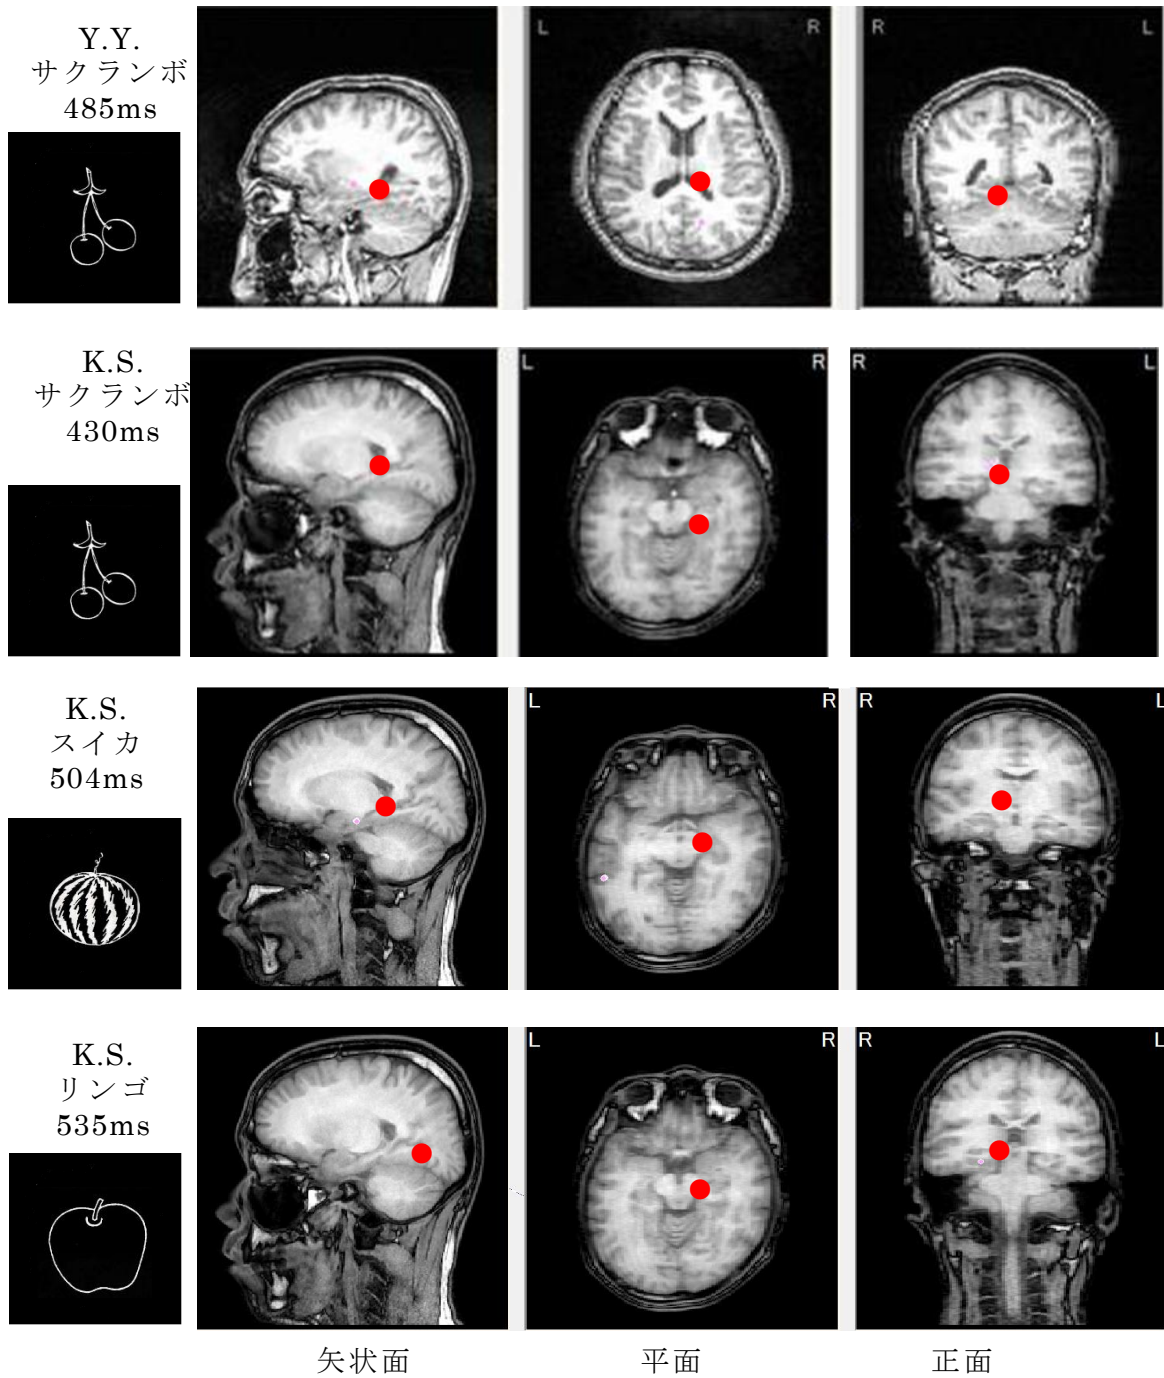 Y.Y.
サクランボ
485ms
L R
R L
K.S.
サクランボ
430ms
L R
R L
K.S.
スイカ
504ms
L R
R L
K.S.
リンゴ
535ms
L R
R L
矢状面 平面 正面